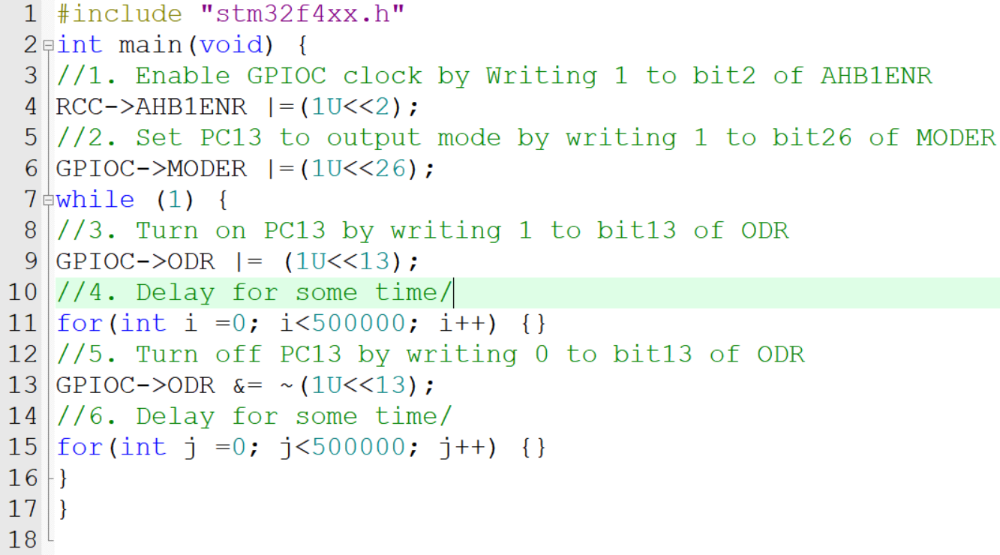 1 #include "stm32f4xx.h"
2 int main(void) {
3 //1. Enable GPIOC clock by Writing 1 to bit2 of AHB1ENR
4 RCC->AHB1ENR |=(1U<<2);
5 //2. Set PC13 to output mode by writing 1 to bit26 of MODER
6 GPIOC->MODER |=(1U<<26);
7 while (1) {
8 //3. Turn on PC13 by writing 1 to bit13 of ODR
9 GPIOC->ODR |= (1U<<13);
10 //4. Delay for some time/
11 for(int i =0; i<500000; i++) {}
12 //5. Turn off PC13 by writing 0 to bit13 of ODR
13 GPIOC->ODR &= ~(1U<<13);
14 //6. Delay for some time/
15 for(int j =0; j<500000; j++) {}
16 }
17 }
18